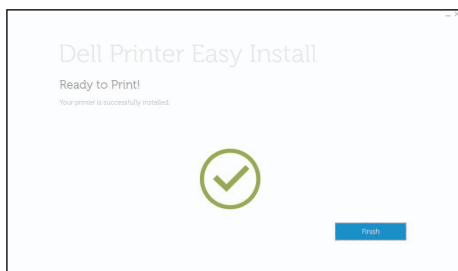 Dell Printer Easy Install
Ready to Print!
Your printer is successfully installed.
Finish